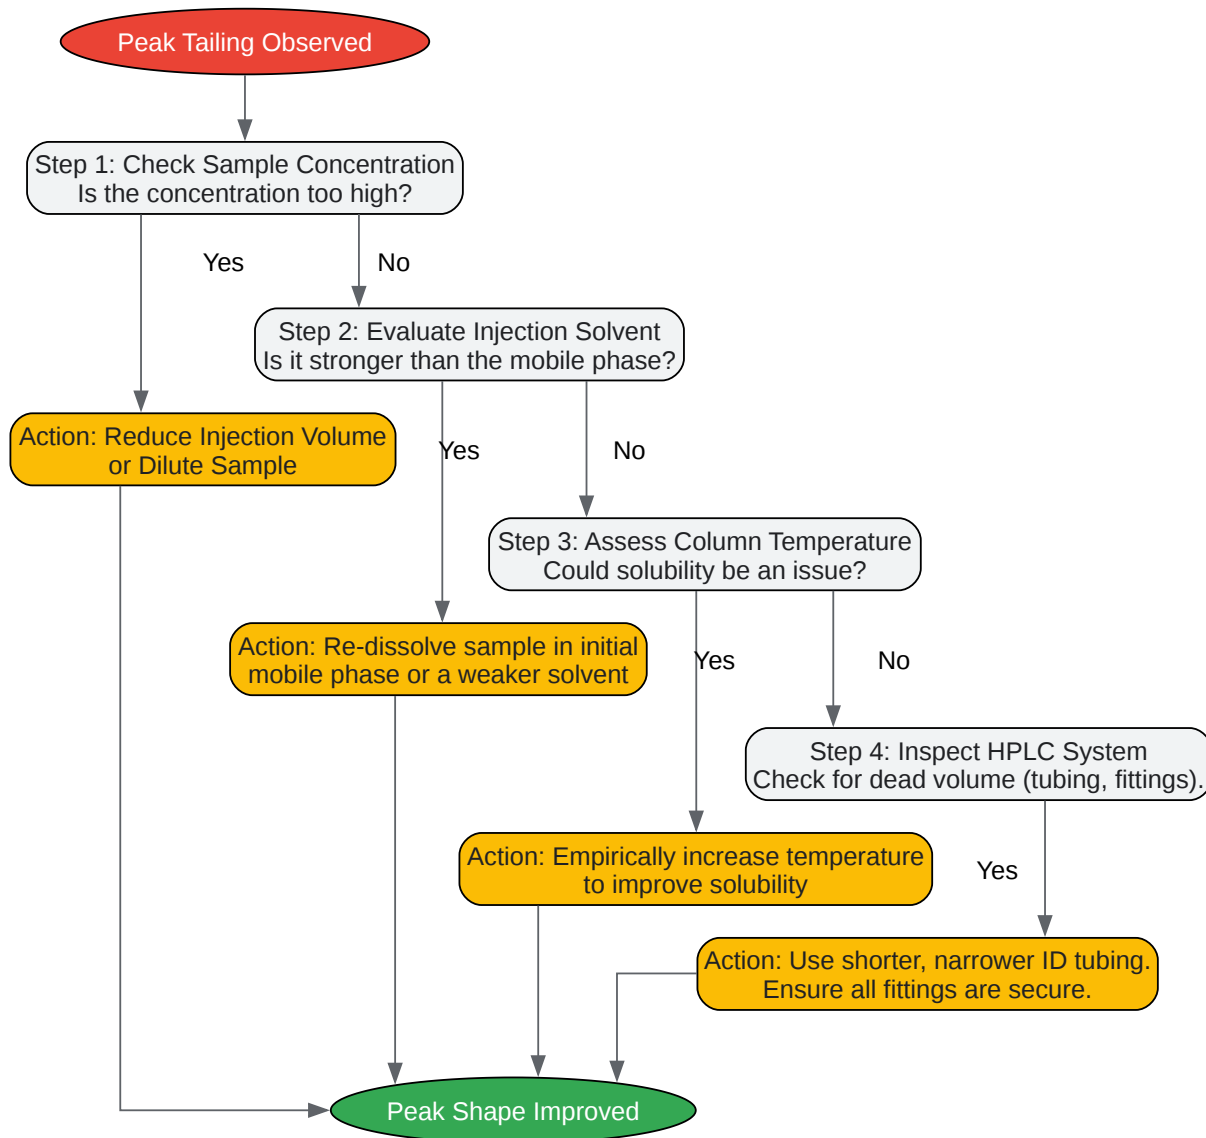 Peak Tailing Observed
Step 1: Check Sample Concentration
Is the concentration too high?
Yes
No
Step 2: Evaluate Injection Solvent
Is it stronger than the mobile phase?
Action: Reduce Injection Volume
or Dilute Sample
Yes
No
Step 3: Assess Column Temperature
Could solubility be an issue?
Action: Re-dissolve sample in initial
mobile phase or a weaker solvent
Yes
No
Step 4: Inspect HPLC System
Check for dead volume (tubing, fittings).
Action: Empirically increase temperature
to improve solubility
Yes
Action: Use shorter, narrower ID tubing.
Ensure all fittings are secure.
Peak Shape Improved